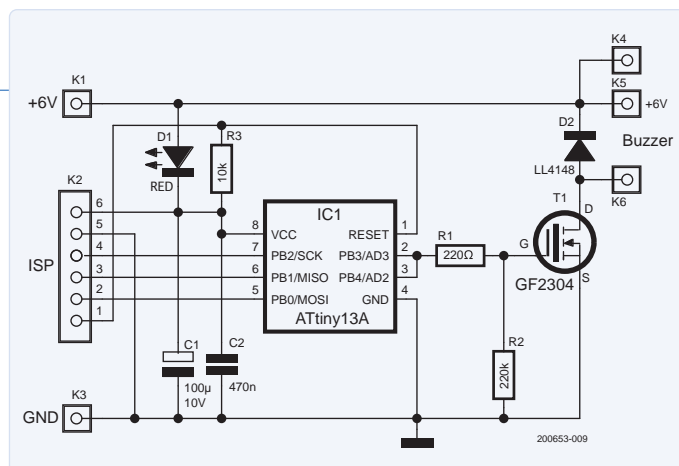 K4
K1
K5
+6V
+6V
D1
R3
D2
Buzzer
10k
RED
LL4148
K2
K6
6
IC1
T1
D
5
8
VCC
RESET
1
R1
ISP
4
7
PB2/SCK
PB3/AD3
2
220Ω
G
3
6
PB1/MISO
PB4/AD2
3
S
2
5
PB0/MOSI
GND
4
GF2304
1
ATtiny13A
C1
C2
R2
100µ
10V
470n
220k
K3
GND
200653-009